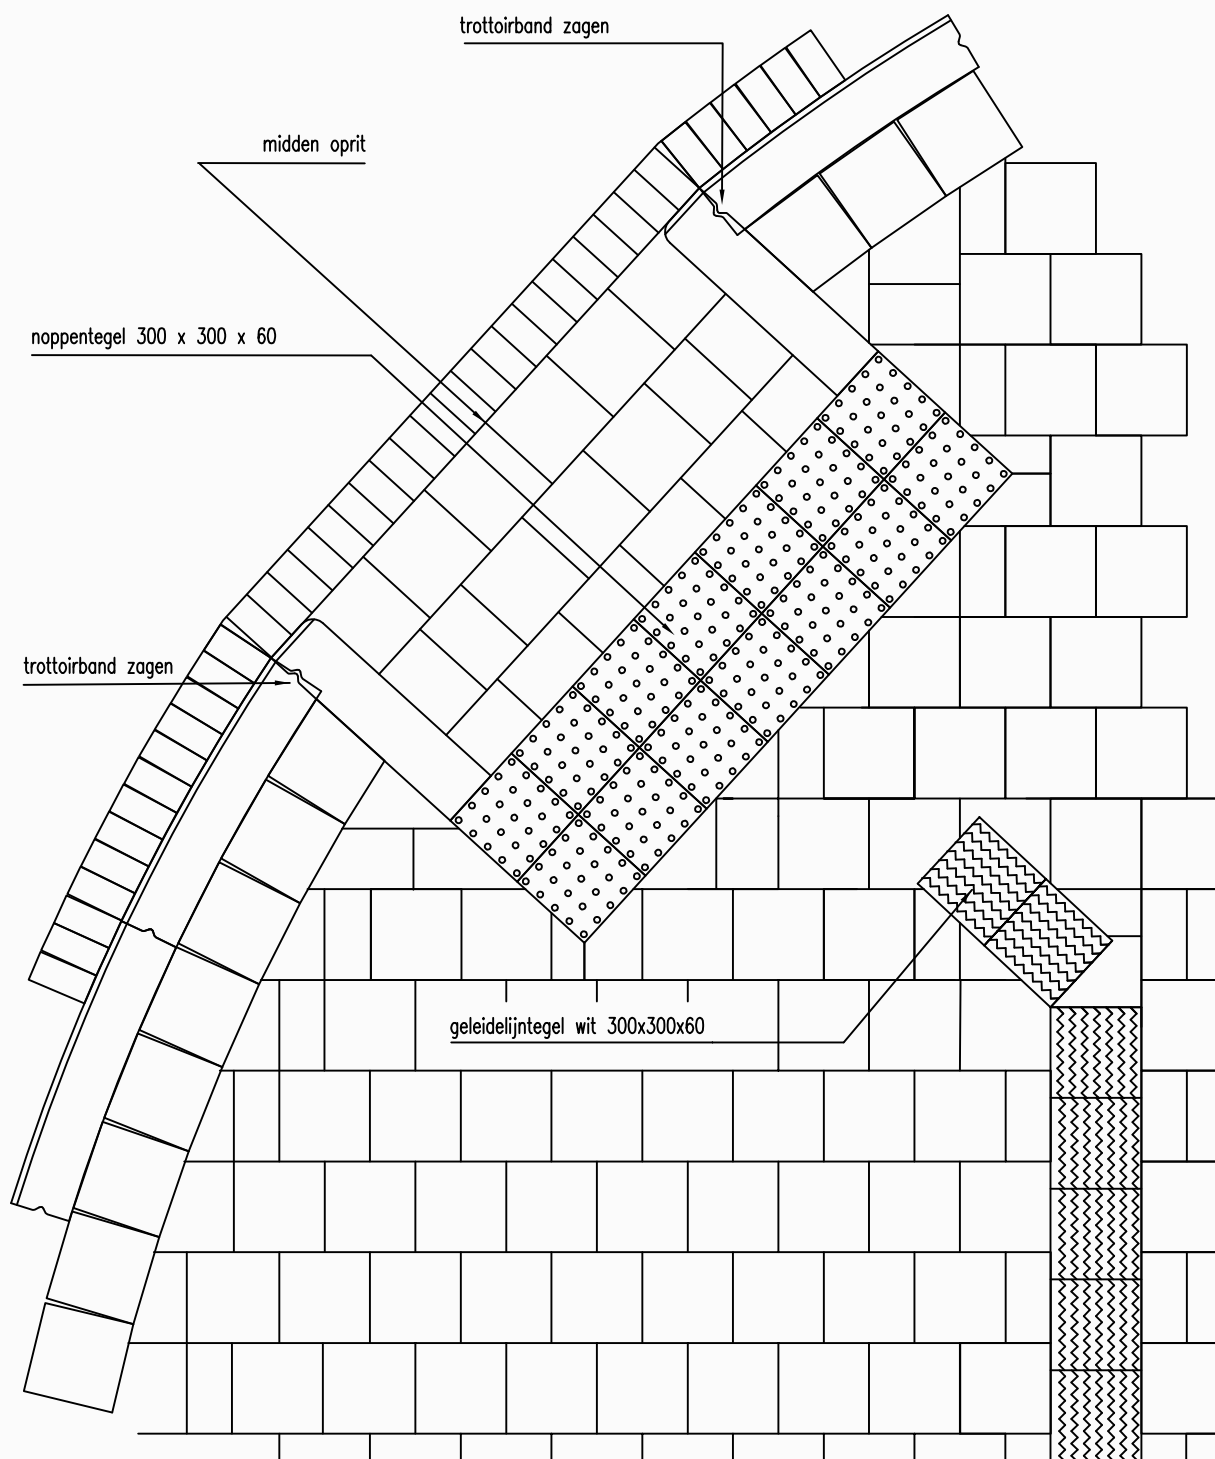 trottoirband zagen
midden oprit
noppentegel 300 x 300 x 60
trottoirband zagen
geleidelijntegel wit 300x300x60